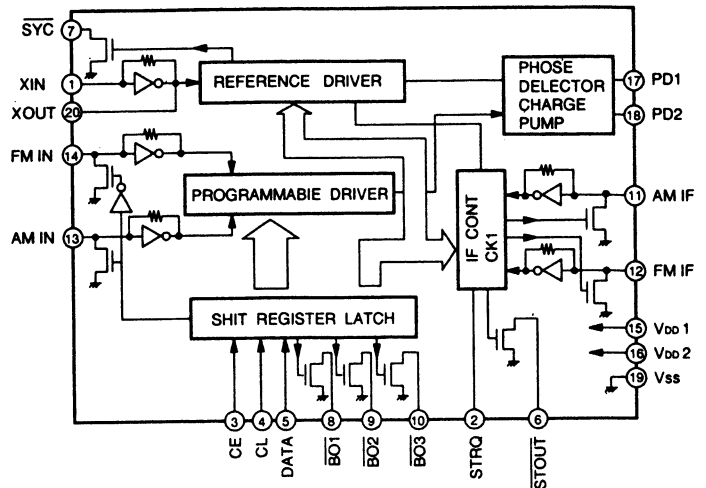 SYC
7
XIN
1
XOUT
20
FM IN
14
AM IN
13
REFERENCE DRIVER
PHOSE
DELECTOR
CHARGE
PUMP
17
PD1
18
PD2
PROGRAMMABIE DRIVER
IF CONT
CK1
11
AM IF
12
FM IF
SHIT REGISTER LATCH
15
VDD 1
16
VDD 2
19
Vss
3
4
5
8
9
10
2
6
CE
CL
DATA
BO1
BO2
BO3
STRQ
STOUT